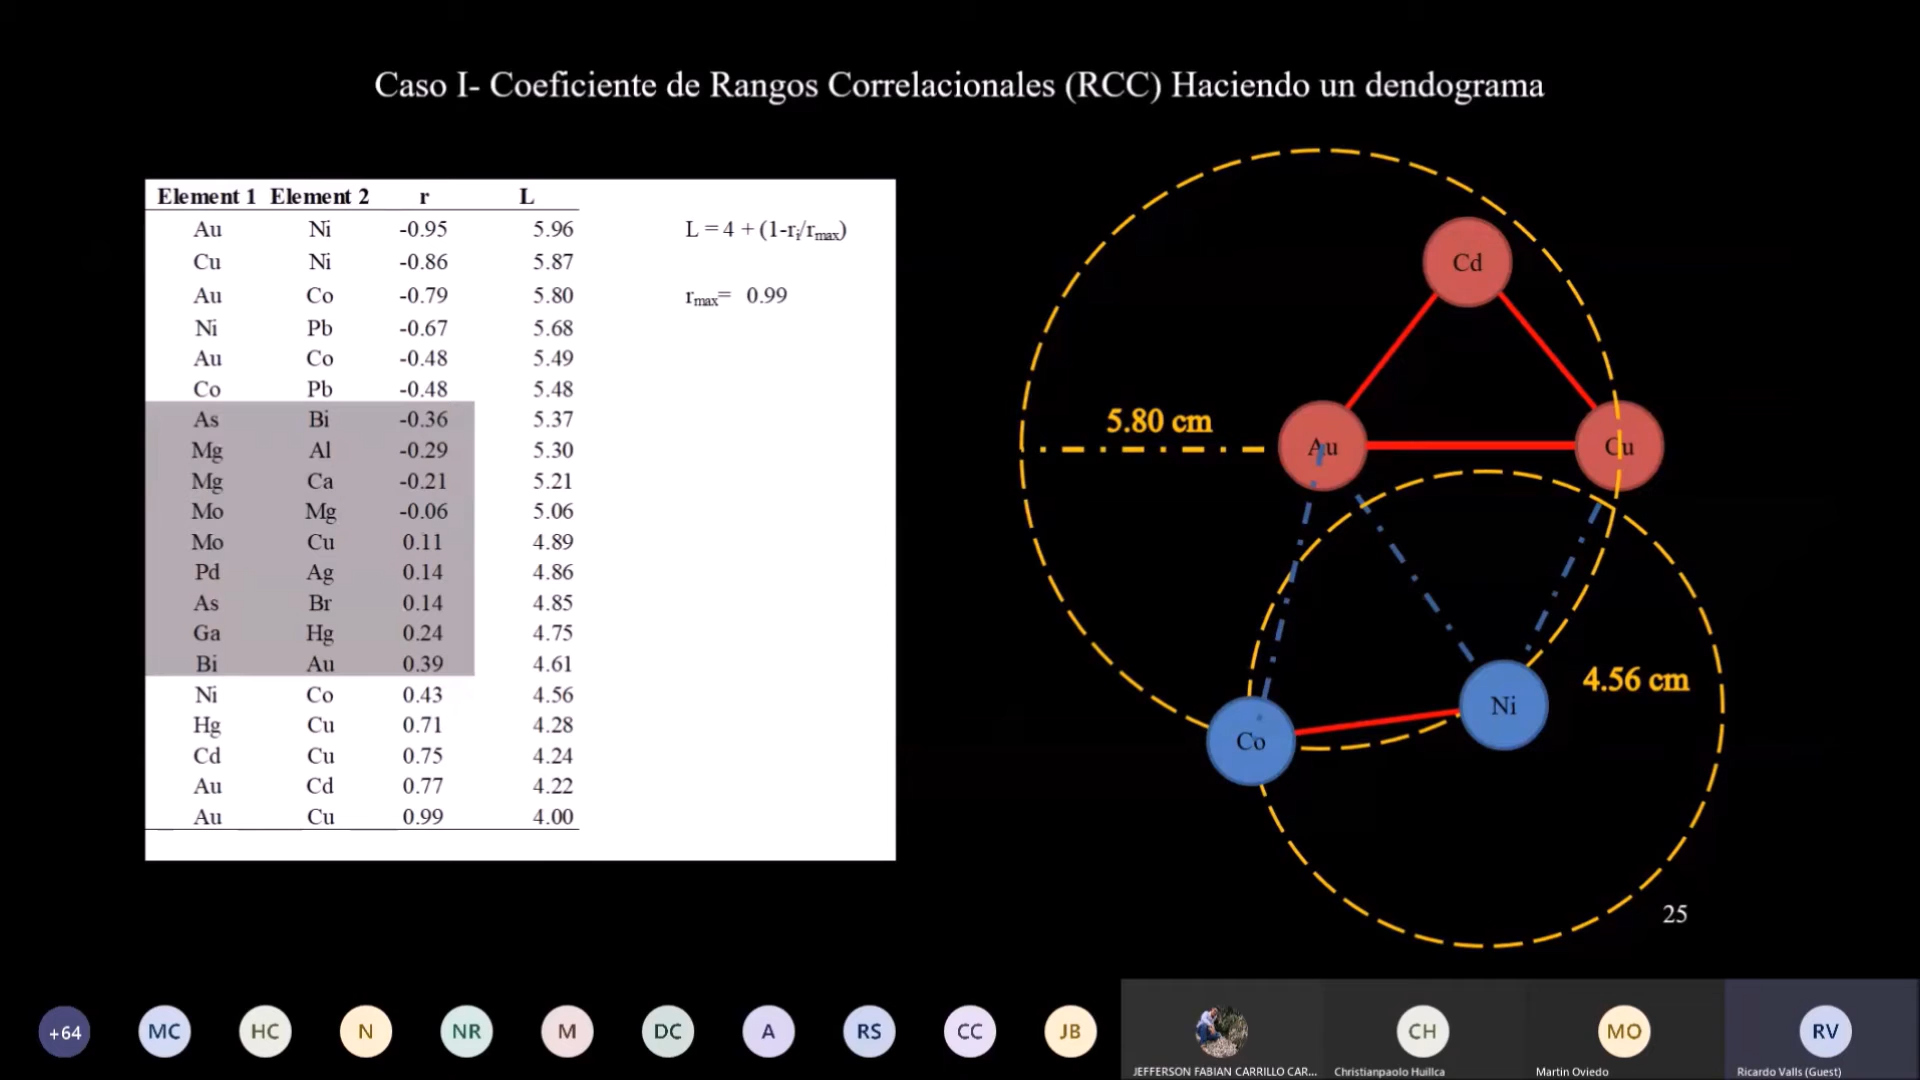 Caso I- Coeficiente de Rangos Correlacionales (RCC) Haciendo un dendograma
Element 1 Element 2 r L
Au Ni -0.95 5.96
Cu Ni -0.86 5.87
Au Co -0.79 5.80
Ni Pb -0.67 5.68
Au Co -0.48 5.49
Co Pb -0.48 5.48
As Bi -0.36 5.37
Mg Al -0.29 5.30
Mg Ca -0.21 5.21
Mo Mg -0.06 5.06
Mo Cu 0.11 4.89
Pd Ag 0.14 4.86
As Br 0.14 4.85
Ga Hg 0.24 4.75
Bi Au 0.39 4.61
Ni Co 0.43 4.56
Hg Cu 0.71 4.28
Cd Cu 0.75 4.24
Au Cd 0.77 4.22
Au Cu 0.99 4.00
L = 4 + (1-ri/rmax)
rmax= 0.99
Cd
5.80 cm
Au
Cu
4.56 cm
Ni
Co
25
+64
MC
HC
N
NR
M
DC
A
RS
CC
JB
CH
MO
RV
JEFFERSON FABIAN CARRILLO CAR...
Christianpaolo Huillca
Martin Oviedo
Ricardo Valls (Guest)